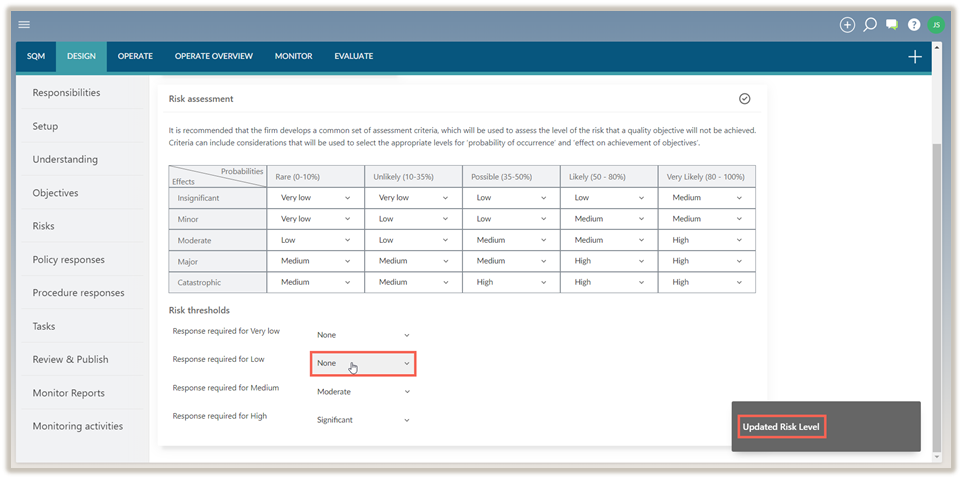 ? JS
SQM DESIGN OPERATE OPERATE OVERVIEW MONITOR EVALUATE
Responsibilities
Setup
Understanding
Objectives
Risks
Policy responses
Procedure responses
Tasks
Review & Publish
Monitor Reports
Monitoring activities
Risk assessment
It is recommended that the firm develops a common set of assessment criteria, which will be used to assess the level of the risk that a quality objective will not be achieved.
Criteria can include considerations that will be used to select the appropriate levels for 'probability of occurrence' and 'effect on achievement of objectives'.
Probabilities
Effects
Rare (0-10%) Unlikely (10-35%) Possible (35-50%) Likely (50 - 80%) Very Likely (80 - 100%)
Insignificant Very low Very low Low Low Medium
Minor Very low Low Low Medium Medium
Moderate Low Low Medium Medium High
Major Medium Medium Medium High High
Catastrophic Medium Medium High High High
Risk thresholds
Response required for Very low None
Response required for Low None
Response required for Medium Moderate
Response required for High Significant
Updated Risk Level